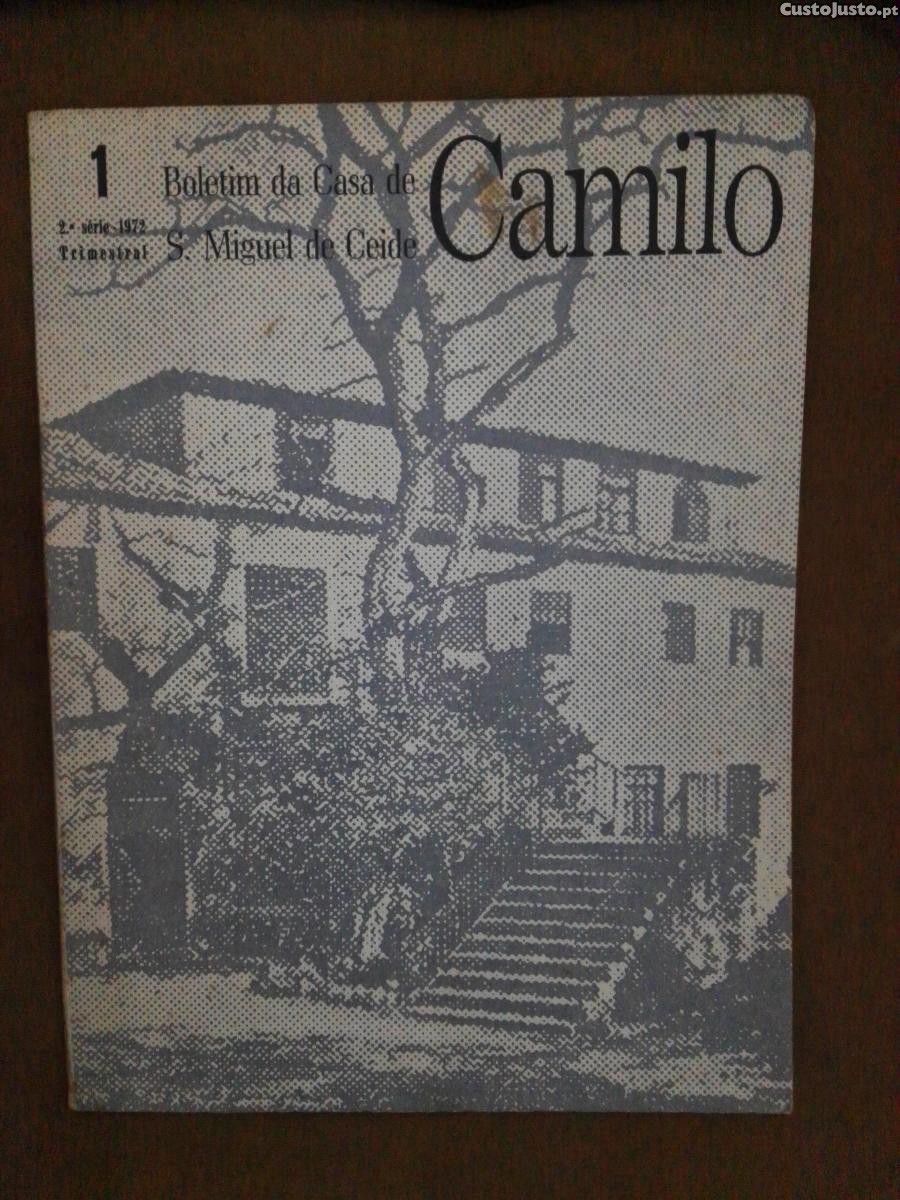 CustoJusto.pt
1
2.ª série -1972
Trimestral
Boletim da Casa de
S. Miguel de Ceide
Camilo